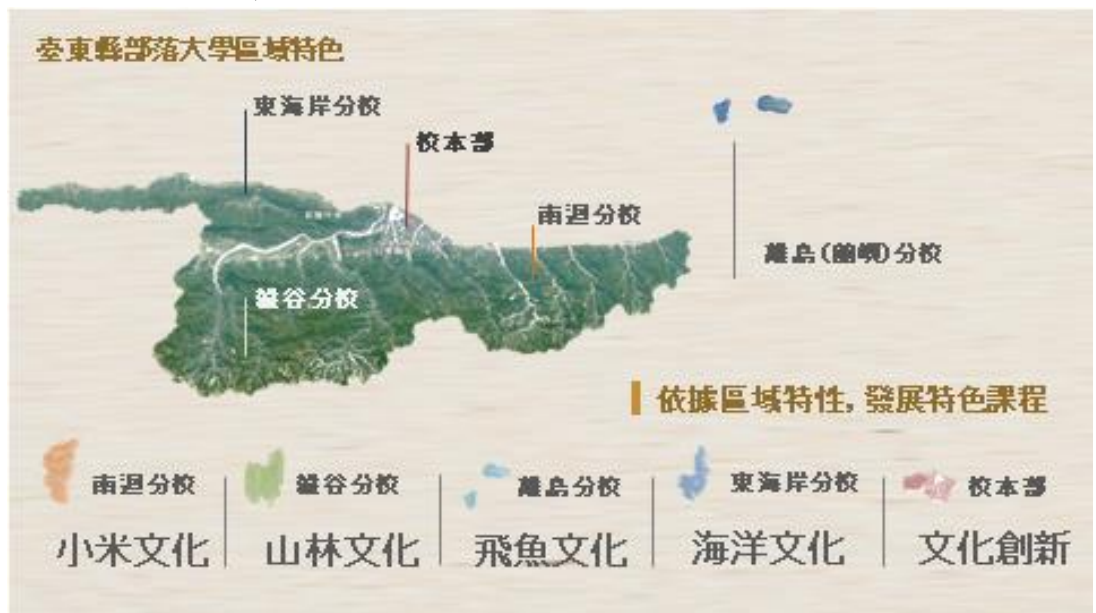 臺東縣部落大學區域特色
東海岸分校
校本部
南迴分校
離島(蘭嶼)分校
縱谷分校
依據區域特性,發展特色課程
南迴分校
縱谷分校
離島分校
東海岸分校
校本部
小米文化
山林文化
飛魚文化
海洋文化
文化創新